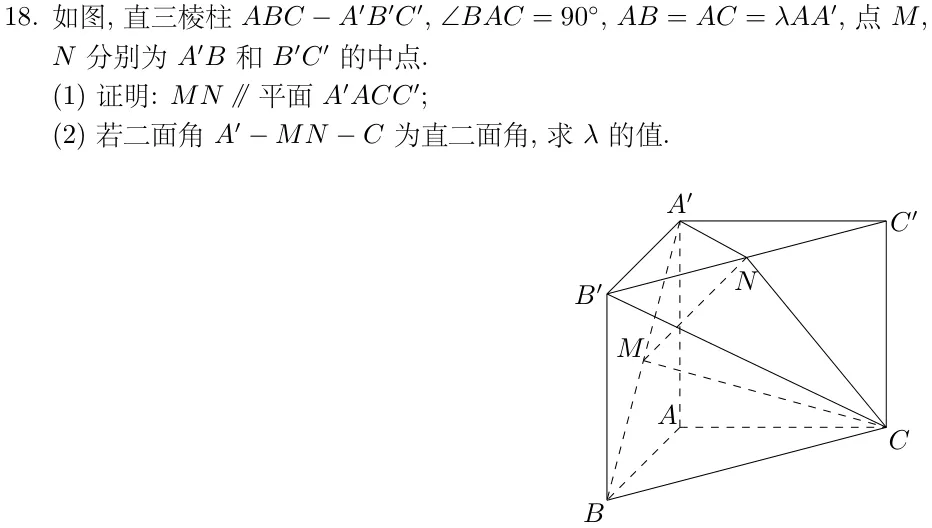 18. 如图, 直三棱柱 ABC − A′B′C′, ∠BAC = 90°, AB = AC = λAA′, 点 M,
N 分别为 A′B 和 B′C′ 的中点.
(1) 证明: MN ∥ 平面 A′ACC′;
(2) 若二面角 A′ − MN − C 为直二面角, 求 λ 的值.
A′
C′
N
B′
M
A
C
B